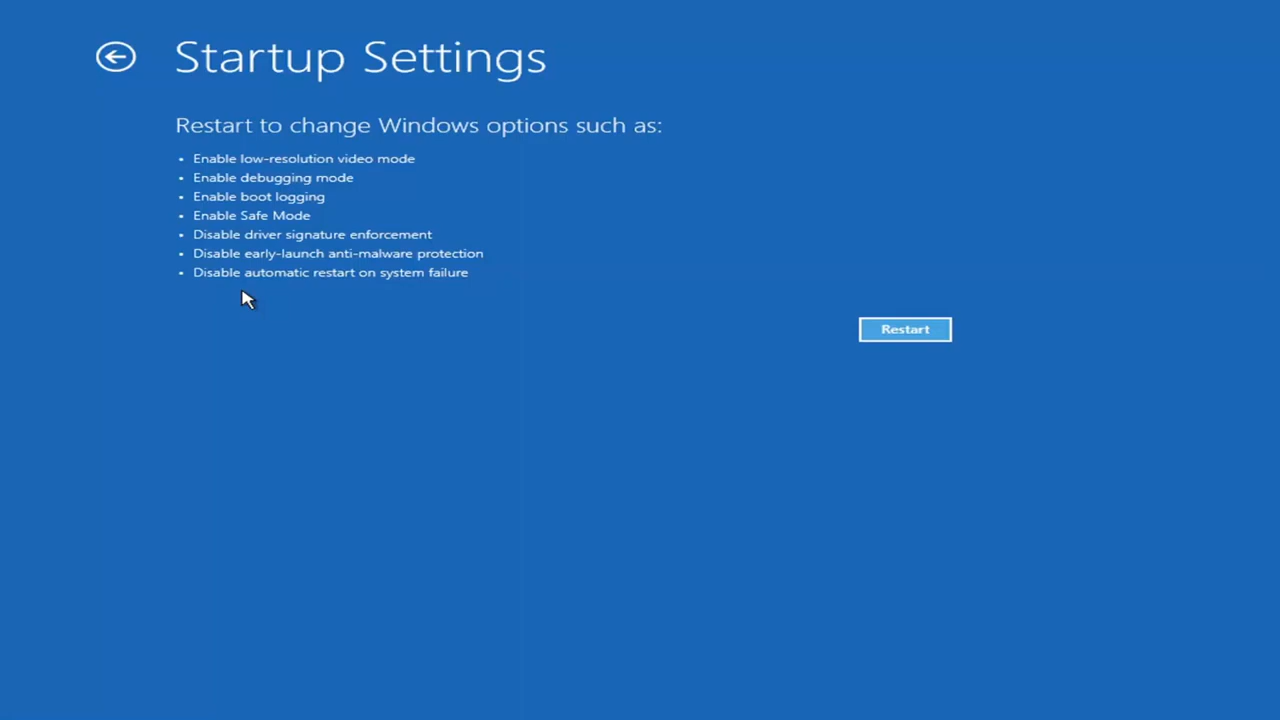 Startup Settings
Restart to change Windows options such as:
• Enable low-resolution video mode
• Enable debugging mode
• Enable boot logging
• Enable Safe Mode
• Disable driver signature enforcement
• Disable early-launch anti-malware protection
• Disable automatic restart on system failure
Restart